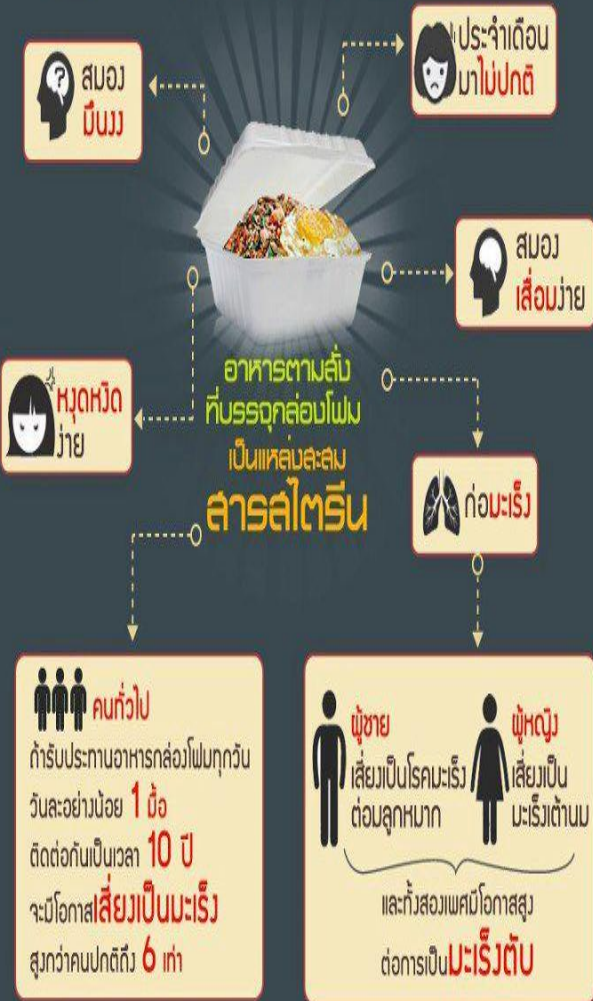 สมอง
มึนงง
ประจำเดือน
มาไม่ปกติ
สมอง
เสื่อมง่าย
หงุดหงิด
ง่าย
อาหารตามสั่ง
ที่บรรจุกล่องโฟม
เป็นแหล่งสะสม
สารสไตรีน
ก่อมะเร็ง
คนทั่วไป
ถ้ารับประทานอาหารกล่องโฟมทุกวัน
วันละอย่างน้อย 1 มื้อ
ติดต่อกันเป็นเวลา 10 ปี
จะมีโอกาสเสี่ยงเป็นมะเร็ง
สูงกว่าคนปกติถึง 6 เท่า
ผู้ชาย
เสี่ยงเป็นโรคมะเร็ง
ต่อมลูกหมาก
ผู้หญิง
เสี่ยงเป็น
มะเร็งเต้านม
และทั้งสองเพศมีโอกาสสูง
ต่อการเป็นมะเร็งตับ